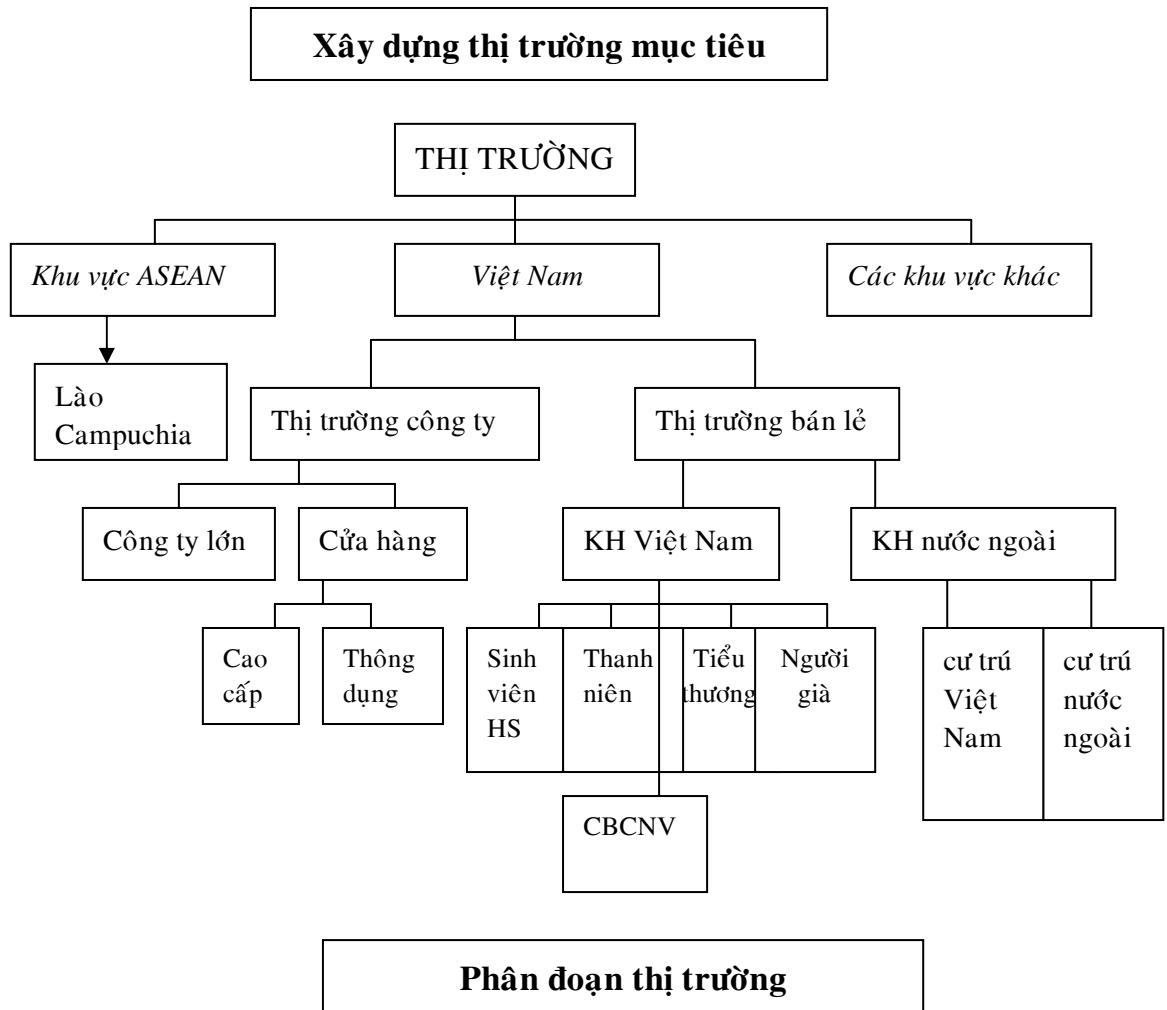 Xây dựng thị trường mục tiêu
THỊ TRƯỜNG
Khu vực ASEAN
Việt Nam
Các khu vực khác
Lào
Campuchia
Thị trường công ty
Thị trường bán lẻ
Công ty lớn
Cửa hàng
KH Việt Nam
KH nước ngoài
Cao
cấp
Thông
dụng
Sinh
viên
HS
Thanh
niên
Tiểu
thương
Người
già
cư trú
Việt
Nam
cư trú
nước
ngoài
CBCNV
Phân đoạn thị trường